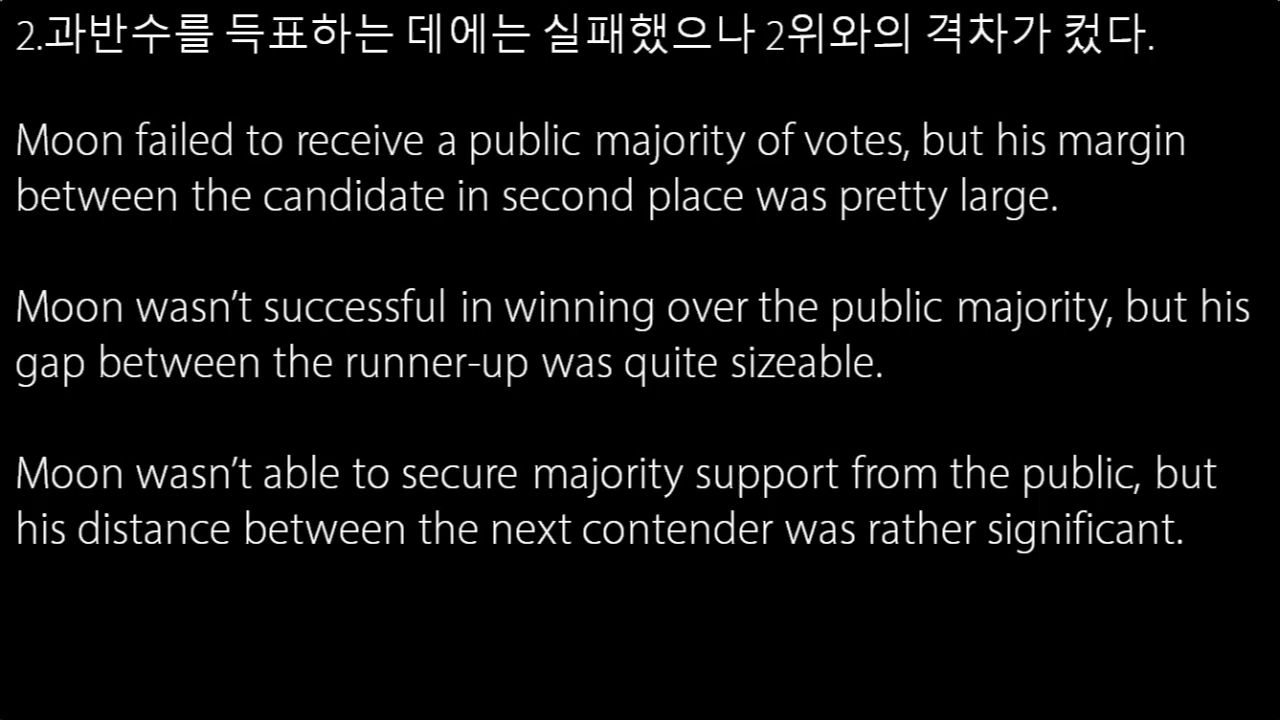 2.과반수를 득표하는 데에는 실패했으나 2위와의 격차가 컸다.
Moon failed to receive a public majority of votes, but his margin
between the candidate in second place was pretty large.
Moon wasn’t successful in winning over the public majority, but his
gap between the runner-up was quite sizeable.
Moon wasn’t able to secure majority support from the public, but
his distance between the next contender was rather significant.